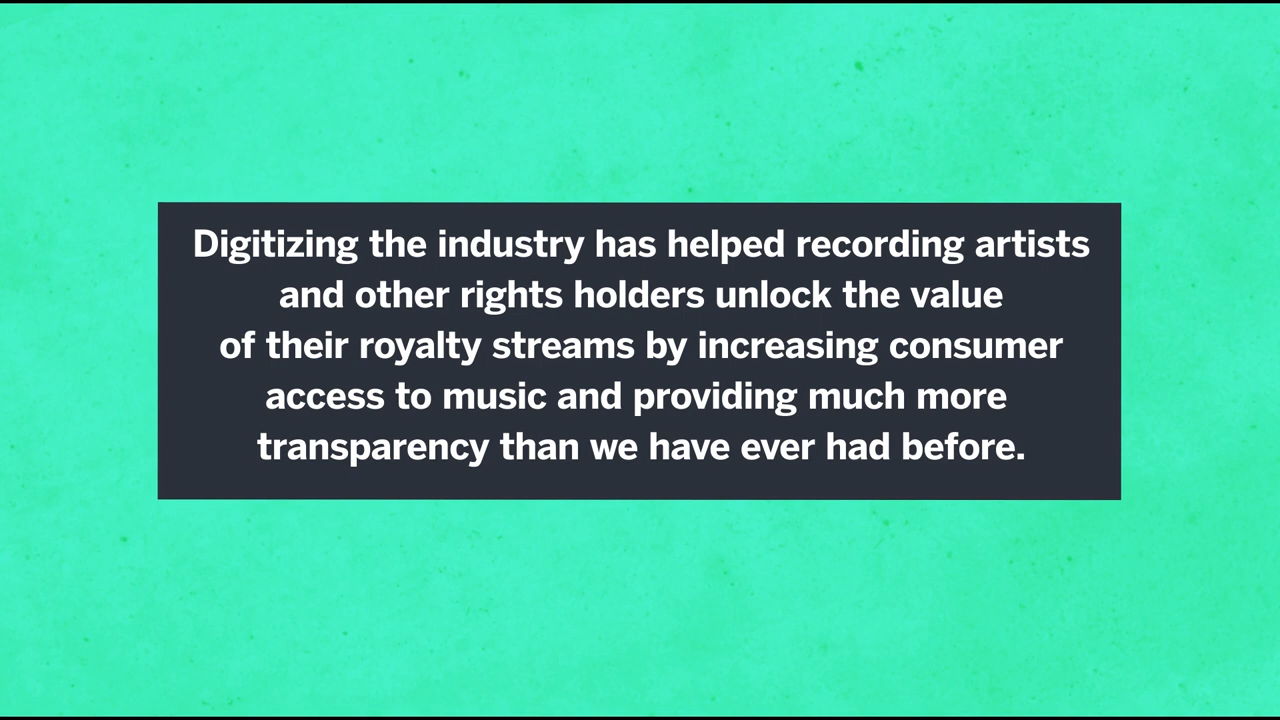 Digitizing the industry has helped recording artists
and other rights holders unlock the value
of their royalty streams by increasing consumer
access to music and providing much more
transparency than we have ever had before.